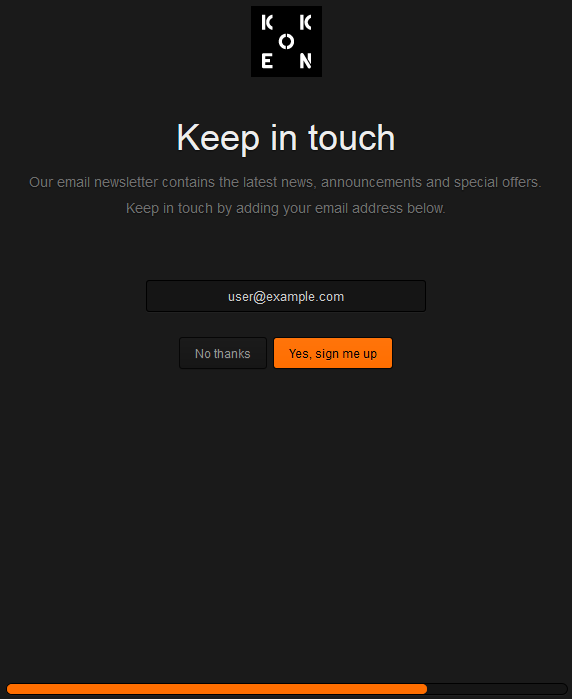 K K
O
E N
Keep in touch
Our email newsletter contains the latest news, announcements and special offers.
Keep in touch by adding your email address below.
user@example.com
No thanks
Yes, sign me up